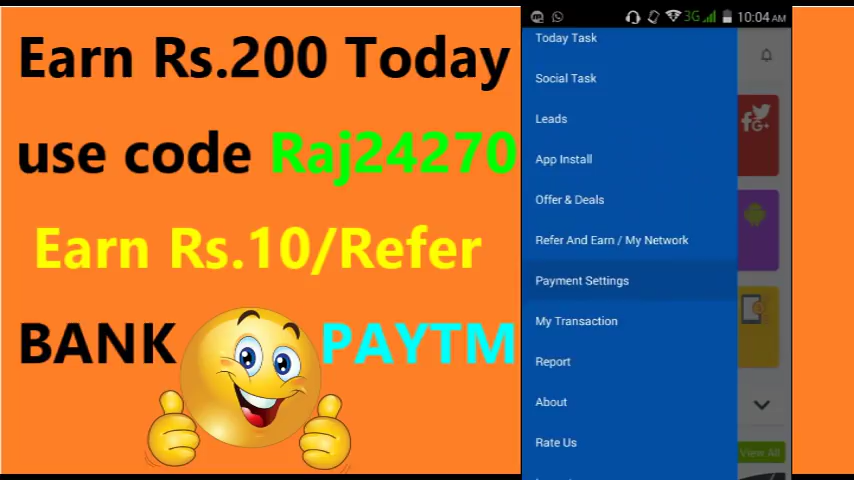 Earn Rs.200 Today
use code Raj24270
Earn Rs.10/Refer
BANK PAYTM
3G 10:04 AM
Today Task
Social Task
Leads
App Install
Offer & Deals
Refer And Earn / My Network
Payment Settings
My Transaction
Report
About
Rate Us
View All